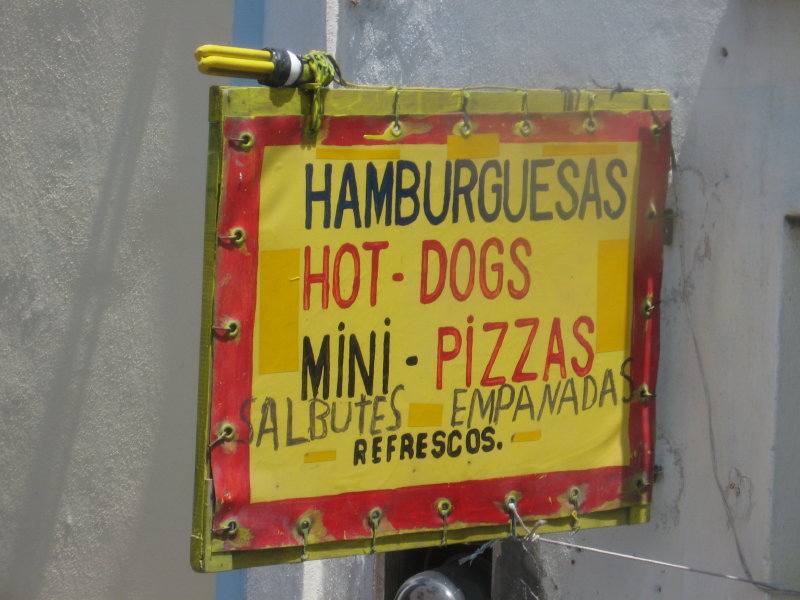 HAMBURGUESAS
HOT-DOGS
MiNi-PiZZAS
SALBUTES EMPANADAS
REFRESCOS.